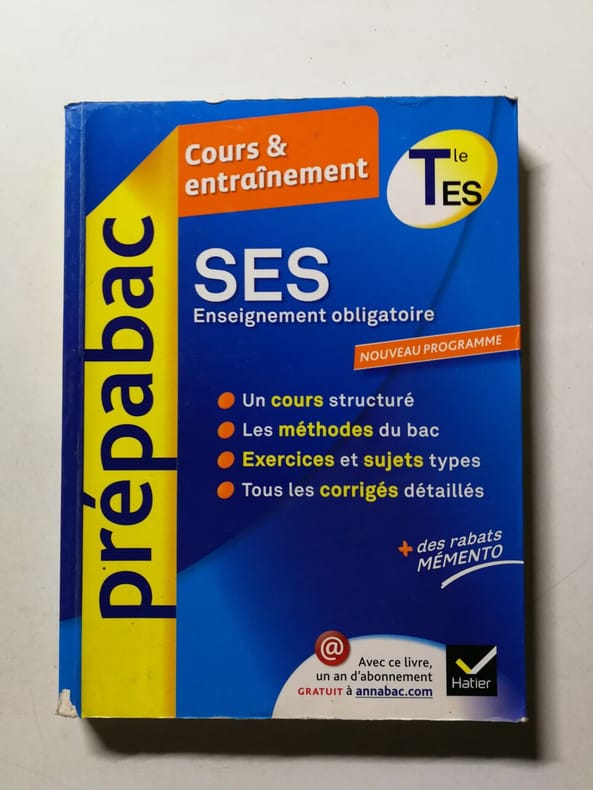 prépabac
Cours &
entraînement
Tle
ES
SES
Enseignement obligatoire
NOUVEAU PROGRAMME
Un cours structuré
Les méthodes du bac
Exercices et sujets types
Tous les corrigés détaillés
+ des rabats
MÉMENTO
@
Avec ce livre,
un an d'abonnement
GRATUIT à annabac.com
Hatier